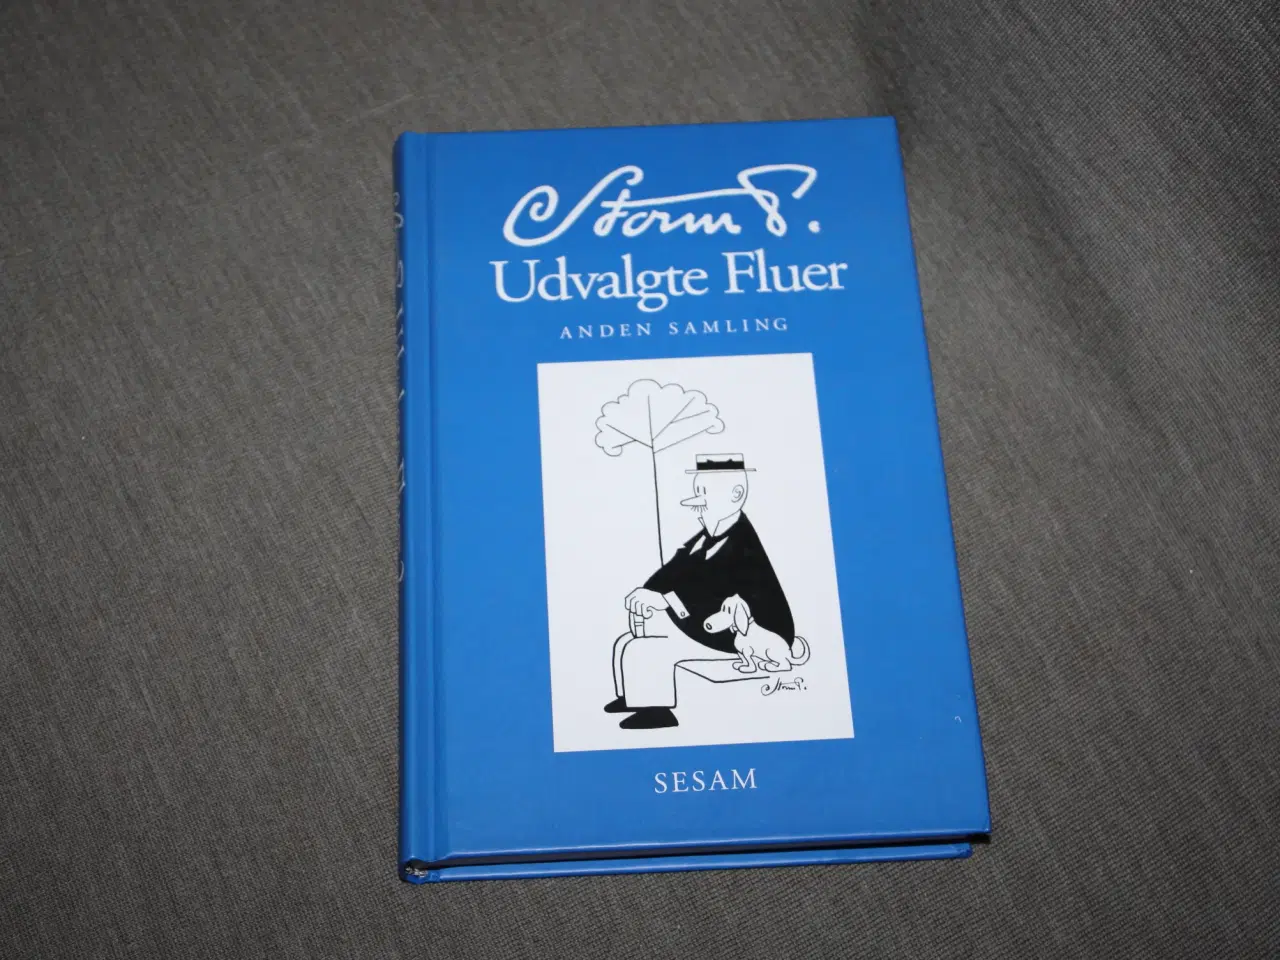 Storm P.
Udvalgte Fluer
ANDEN SAMLING
Storm P.
SESAM